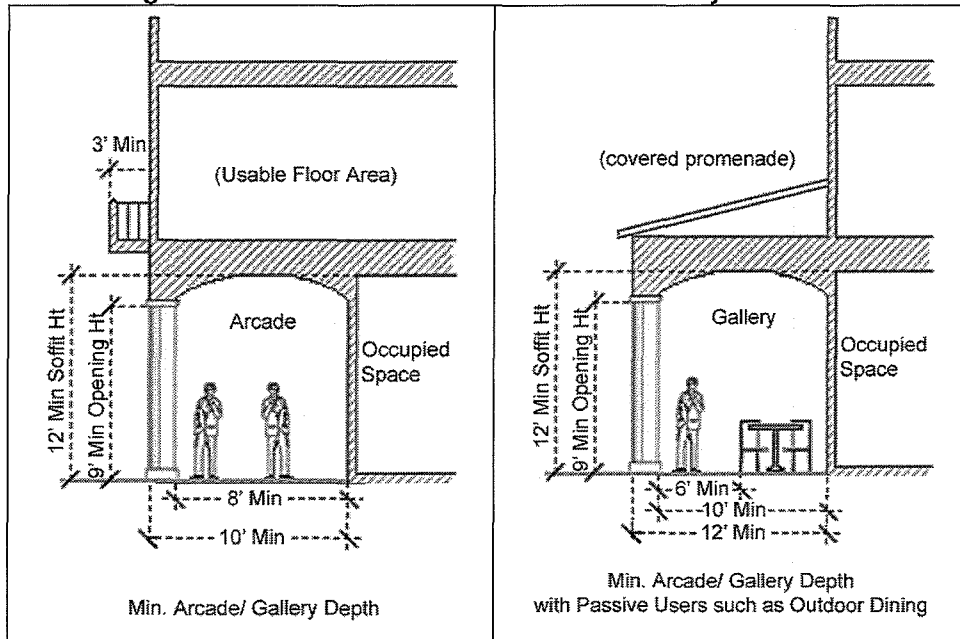 3' Min
(Usable Floor Area)
12' Min Soffit Ht
9' Min Opening Ht
Arcade
Occupied
Space
8' Min
10' Min
Min. Arcade/ Gallery Depth
(covered promenade)
12' Min Soffit Ht
9' Min Opening Ht
Gallery
Occupied
Space
6' Min
10' Min
12' Min
Min. Arcade/ Gallery Depth
with Passive Users such as Outdoor Dining